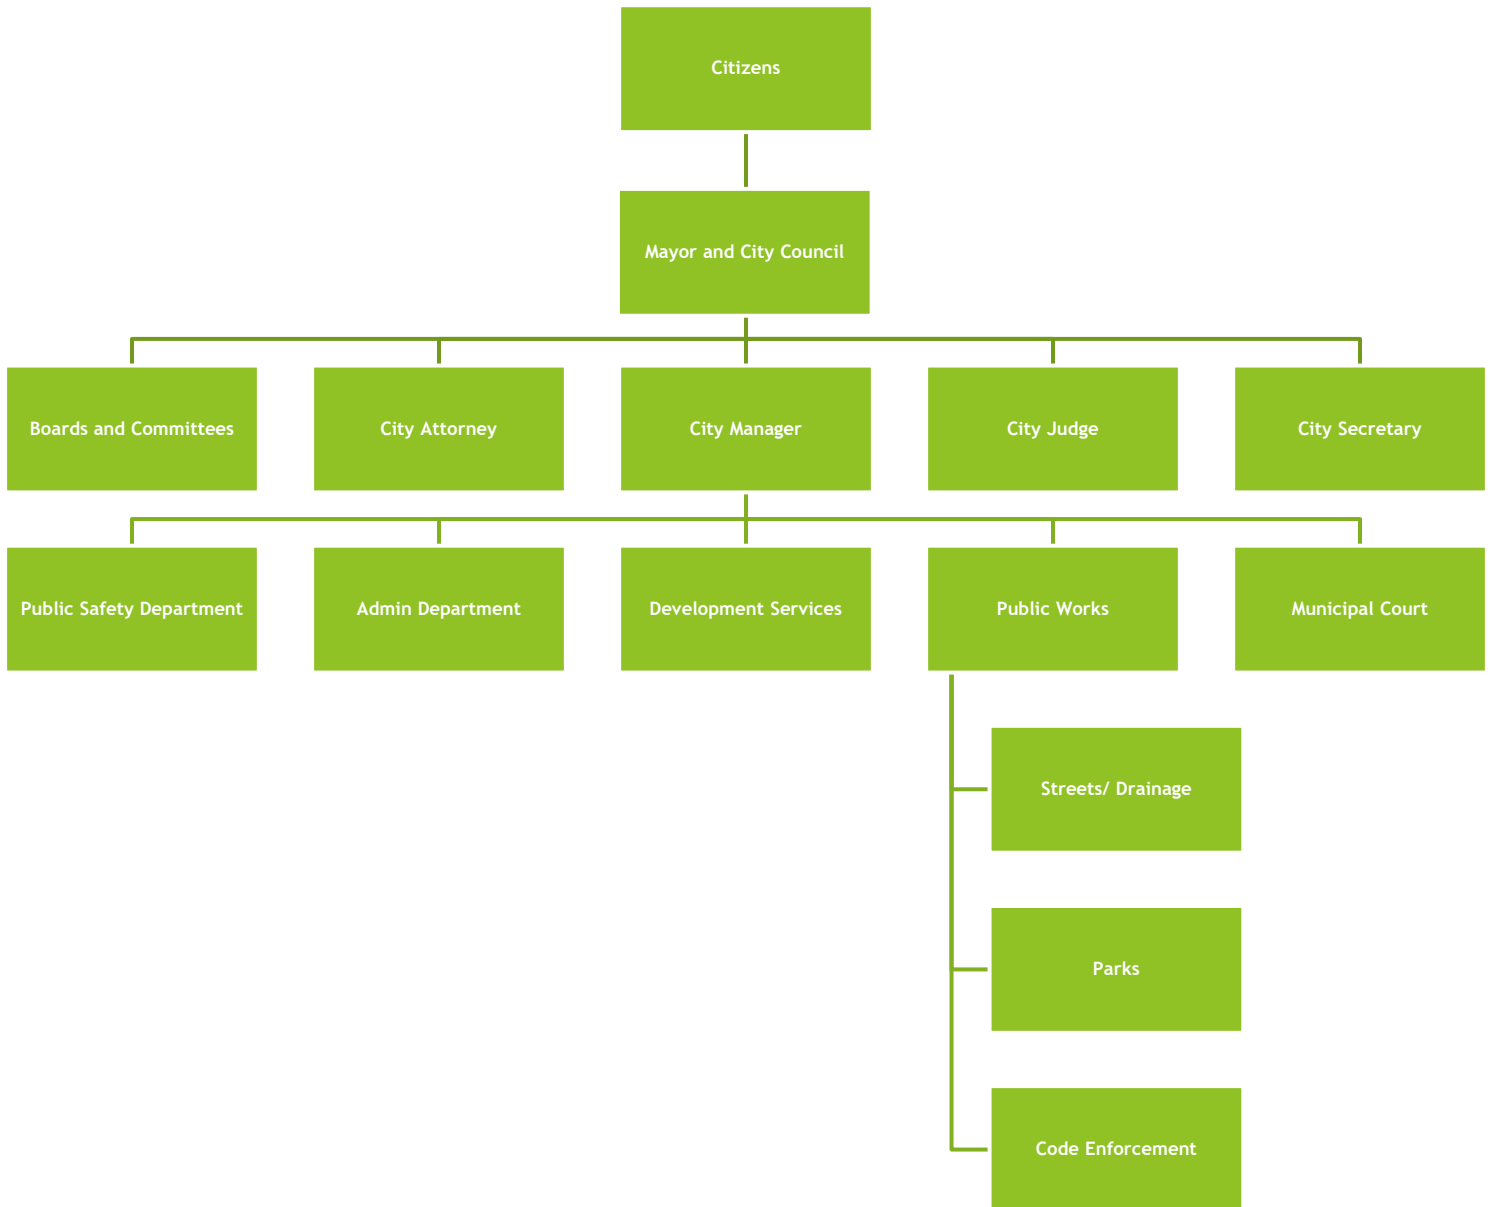 Citizens
Mayor and City Council
Boards and Committees
City Attorney
City Manager
City Judge
City Secretary
Public Safety Department
Admin Department
Development Services
Public Works
Municipal Court
Streets/ Drainage
Parks
Code Enforcement